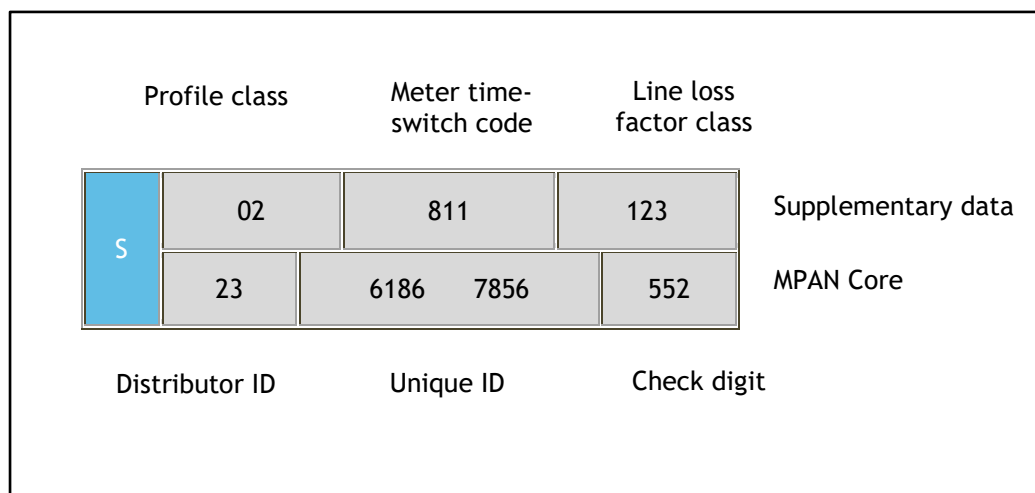 Profile class
Meter time-
switch code
Line loss
factor class
S
02 811 123
Supplementary data
23 6186 7856 552
MPAN Core
Distributor ID Unique ID Check digit